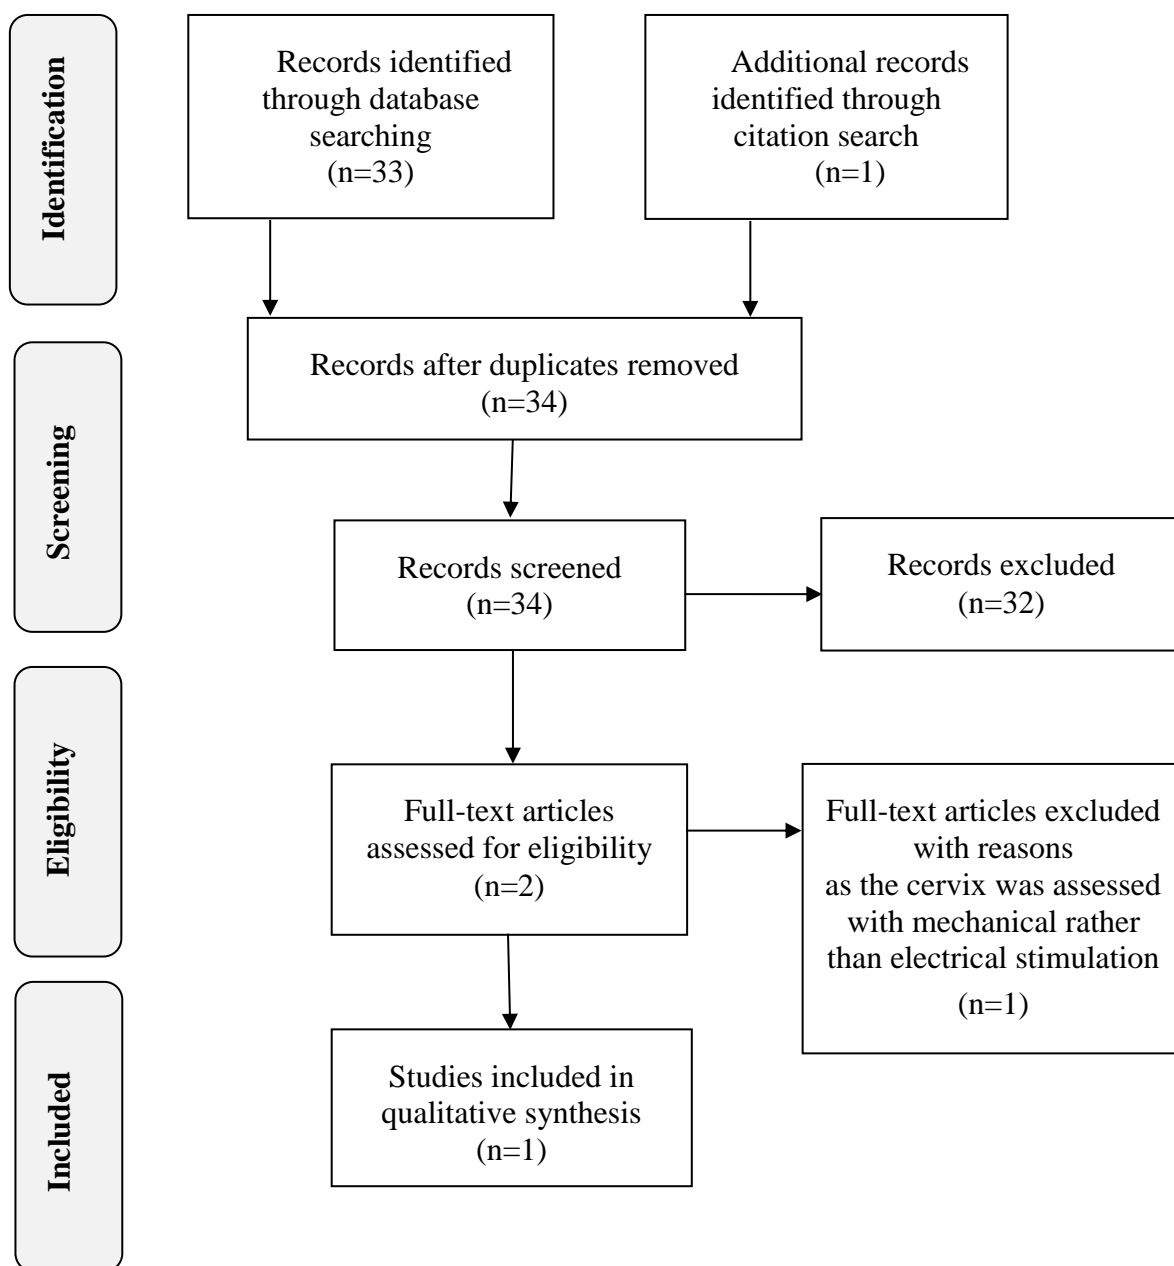 Identification
Records identified
through database
searching
(n=33)
Additional records
identified through
citation search
(n=1)
Screening
Records after duplicates removed
(n=34)
Records screened
(n=34)
Records excluded
(n=32)
Eligibility
Full-text articles
assessed for eligibility
(n=2)
Full-text articles excluded
with reasons
as the cervix was assessed
with mechanical rather
than electrical stimulation
(n=1)
Included
Studies included in
qualitative synthesis
(n=1)